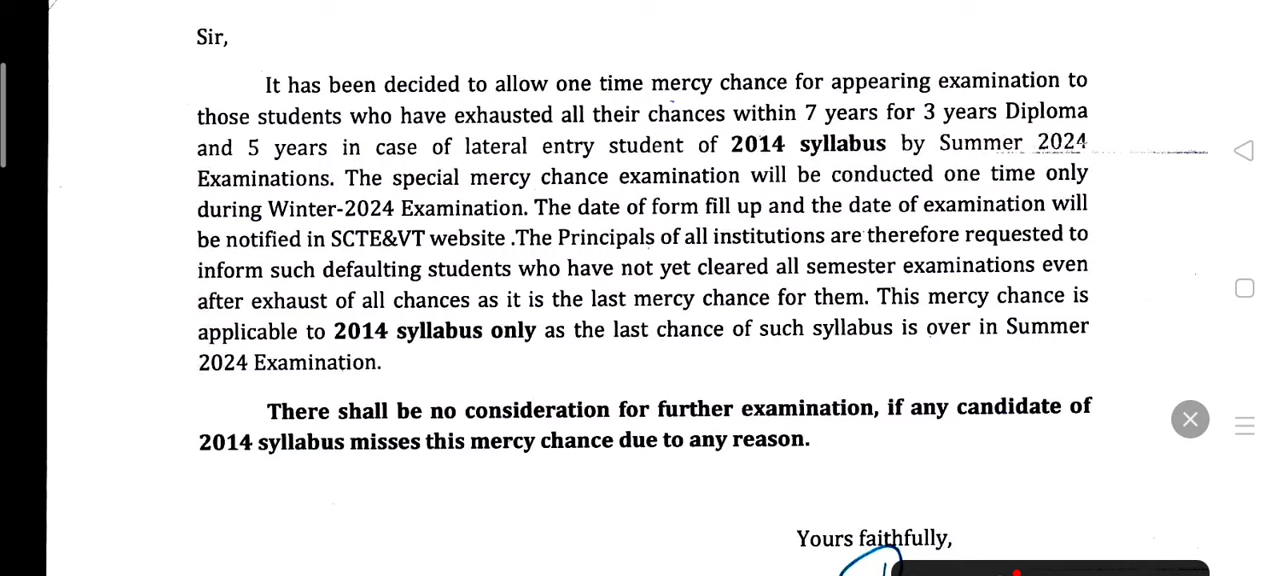 Sir,
It has been decided to allow one time mercy chance for appearing examination to
those students who have exhausted all their chances within 7 years for 3 years Diploma
and 5 years in case of lateral entry student of 2014 syllabus by Summer 2024
Examinations. The special mercy chance examination will be conducted one time only
during Winter-2024 Examination. The date of form fill up and the date of examination will
be notified in SCTE&VT website .The Principals of all institutions are therefore requested to
inform such defaulting students who have not yet cleared all semester examinations even
after exhaust of all chances as it is the last mercy chance for them. This mercy chance is
applicable to 2014 syllabus only as the last chance of such syllabus is over in Summer
2024 Examination.
There shall be no consideration for further examination, if any candidate of
2014 syllabus misses this mercy chance due to any reason.
Yours faithfully,